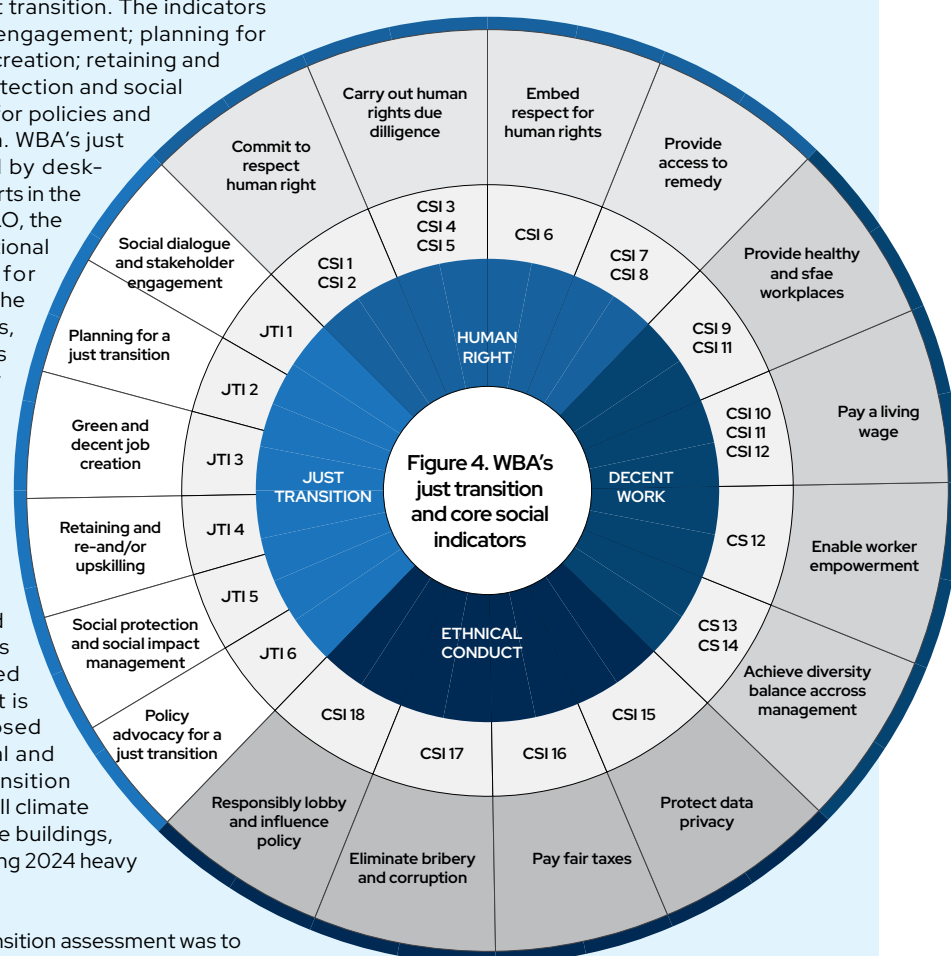 t transition. The indicators
engagement; planning for
creation; retaining and
tection and social
for policies and
n. WBA's just
d by desk-
rts in the
O, the
tional
for
he
s,
s
d
s
ed
t is
osed
al and
nsition
ll climate
e buildings,
ng 2024 heavy
nsition assessment was to
Carry out human
rights due
dilligence
Embed
respect for
human rights
Commit to
respect
human right
Provide
access to
remedy
Social dialogue
and stakeholder
engagement
Provide healthy
and sfae
workplaces
Planning for a
just transition
Pay a living
wage
Green and
decent job
creation
Retaining and
re-and/or
upskilling
Enable worker
empowerment
Social protection
and social impact
management
Achieve diversity
balance accross
management
Policy
advocacy for a
just transition
Responsibly lobby
and influence
policy
Eliminate bribery
and corruption
Pay fair taxes
Protect data
privacy
CSI 1
CSI 2
CSI 3
CSI 4
CSI 5
CSI 6
CSI 7
CSI 8
CSI 9
CSI 11
CSI 10
CSI 11
CSI 12
CS 12
CS 13
CS 14
CSI 15
CSI 16
CSI 17
CSI 18
JTI 1
JTI 2
JTI 3
JTI 4
JTI 5
JTI 6
HUMAN
RIGHT
JUST
TRANSITION
DECENT
WORK
ETHNICAL
CONDUCT
Figure 4. WBA's
just transition
and core social
indicators